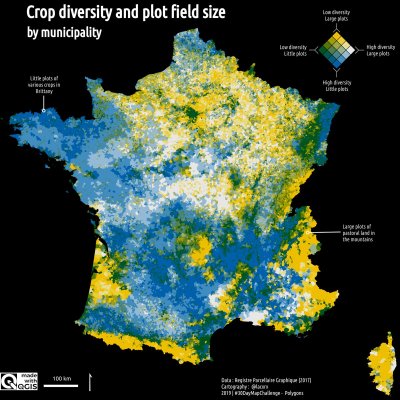 Crop diversity and plot field size
by municipality
Low diversity
Large plots
Low diversity
Little plots
High diversity
Large plots
High diversity
Little plots
Little plots of
various crops in
Brittany
Large plots of
pastoral land in
the mountains
made
with
QGIS
100 km
Data : Registre Parcellaire Graphique (2017)
Cartography : @lacorv
2019 | #30DayMapChallenge - Polygons